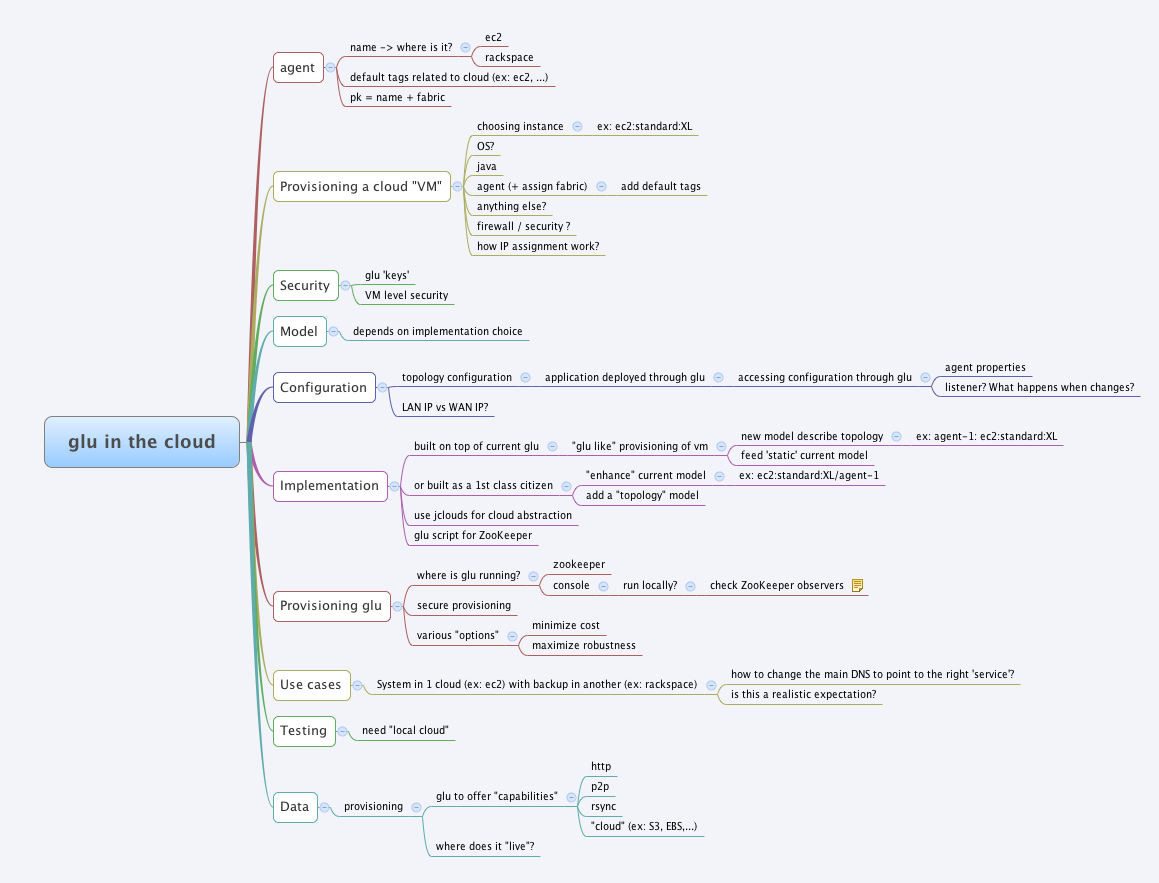 name -> where is it?
ec2
rackspace
agent
default tags related to cloud (ex: ec2, ...)
pk = name + fabric
choosing instance
ex: ec2:standard:XL
OS?
java
Provisioning a cloud "VM"
agent (+ assign fabric)
add default tags
anything else?
firewall / security ?
how IP assignment work?
Security
glu 'keys'
VM level security
Model
depends on implementation choice
Configuration
topology configuration
application deployed through glu
accessing configuration through glu
agent properties
listener? What happens when changes?
LAN IP vs WAN IP?
glu in the cloud
Implementation
built on top of current glu
"glu like" provisioning of vm
new model describe topology
ex: agent-1: ec2:standard:XL
feed 'static' current model
or built as a 1st class citizen
"enhance" current model
ex: ec2:standard:XL/agent-1
add a "topology" model
use jclouds for cloud abstraction
glu script for ZooKeeper
Provisioning glu
where is glu running?
zookeeper
console
run locally?
check ZooKeeper observers
secure provisioning
various "options"
minimize cost
maximize robustness
Use cases
System in 1 cloud (ex: ec2) with backup in another (ex: rackspace)
how to change the main DNS to point to the right 'service'?
is this a realistic expectation?
Testing
need "local cloud"
Data
provisioning
glu to offer "capabilities"
http
p2p
rsync
"cloud" (ex: S3, EBS,...)
where does it "live"?